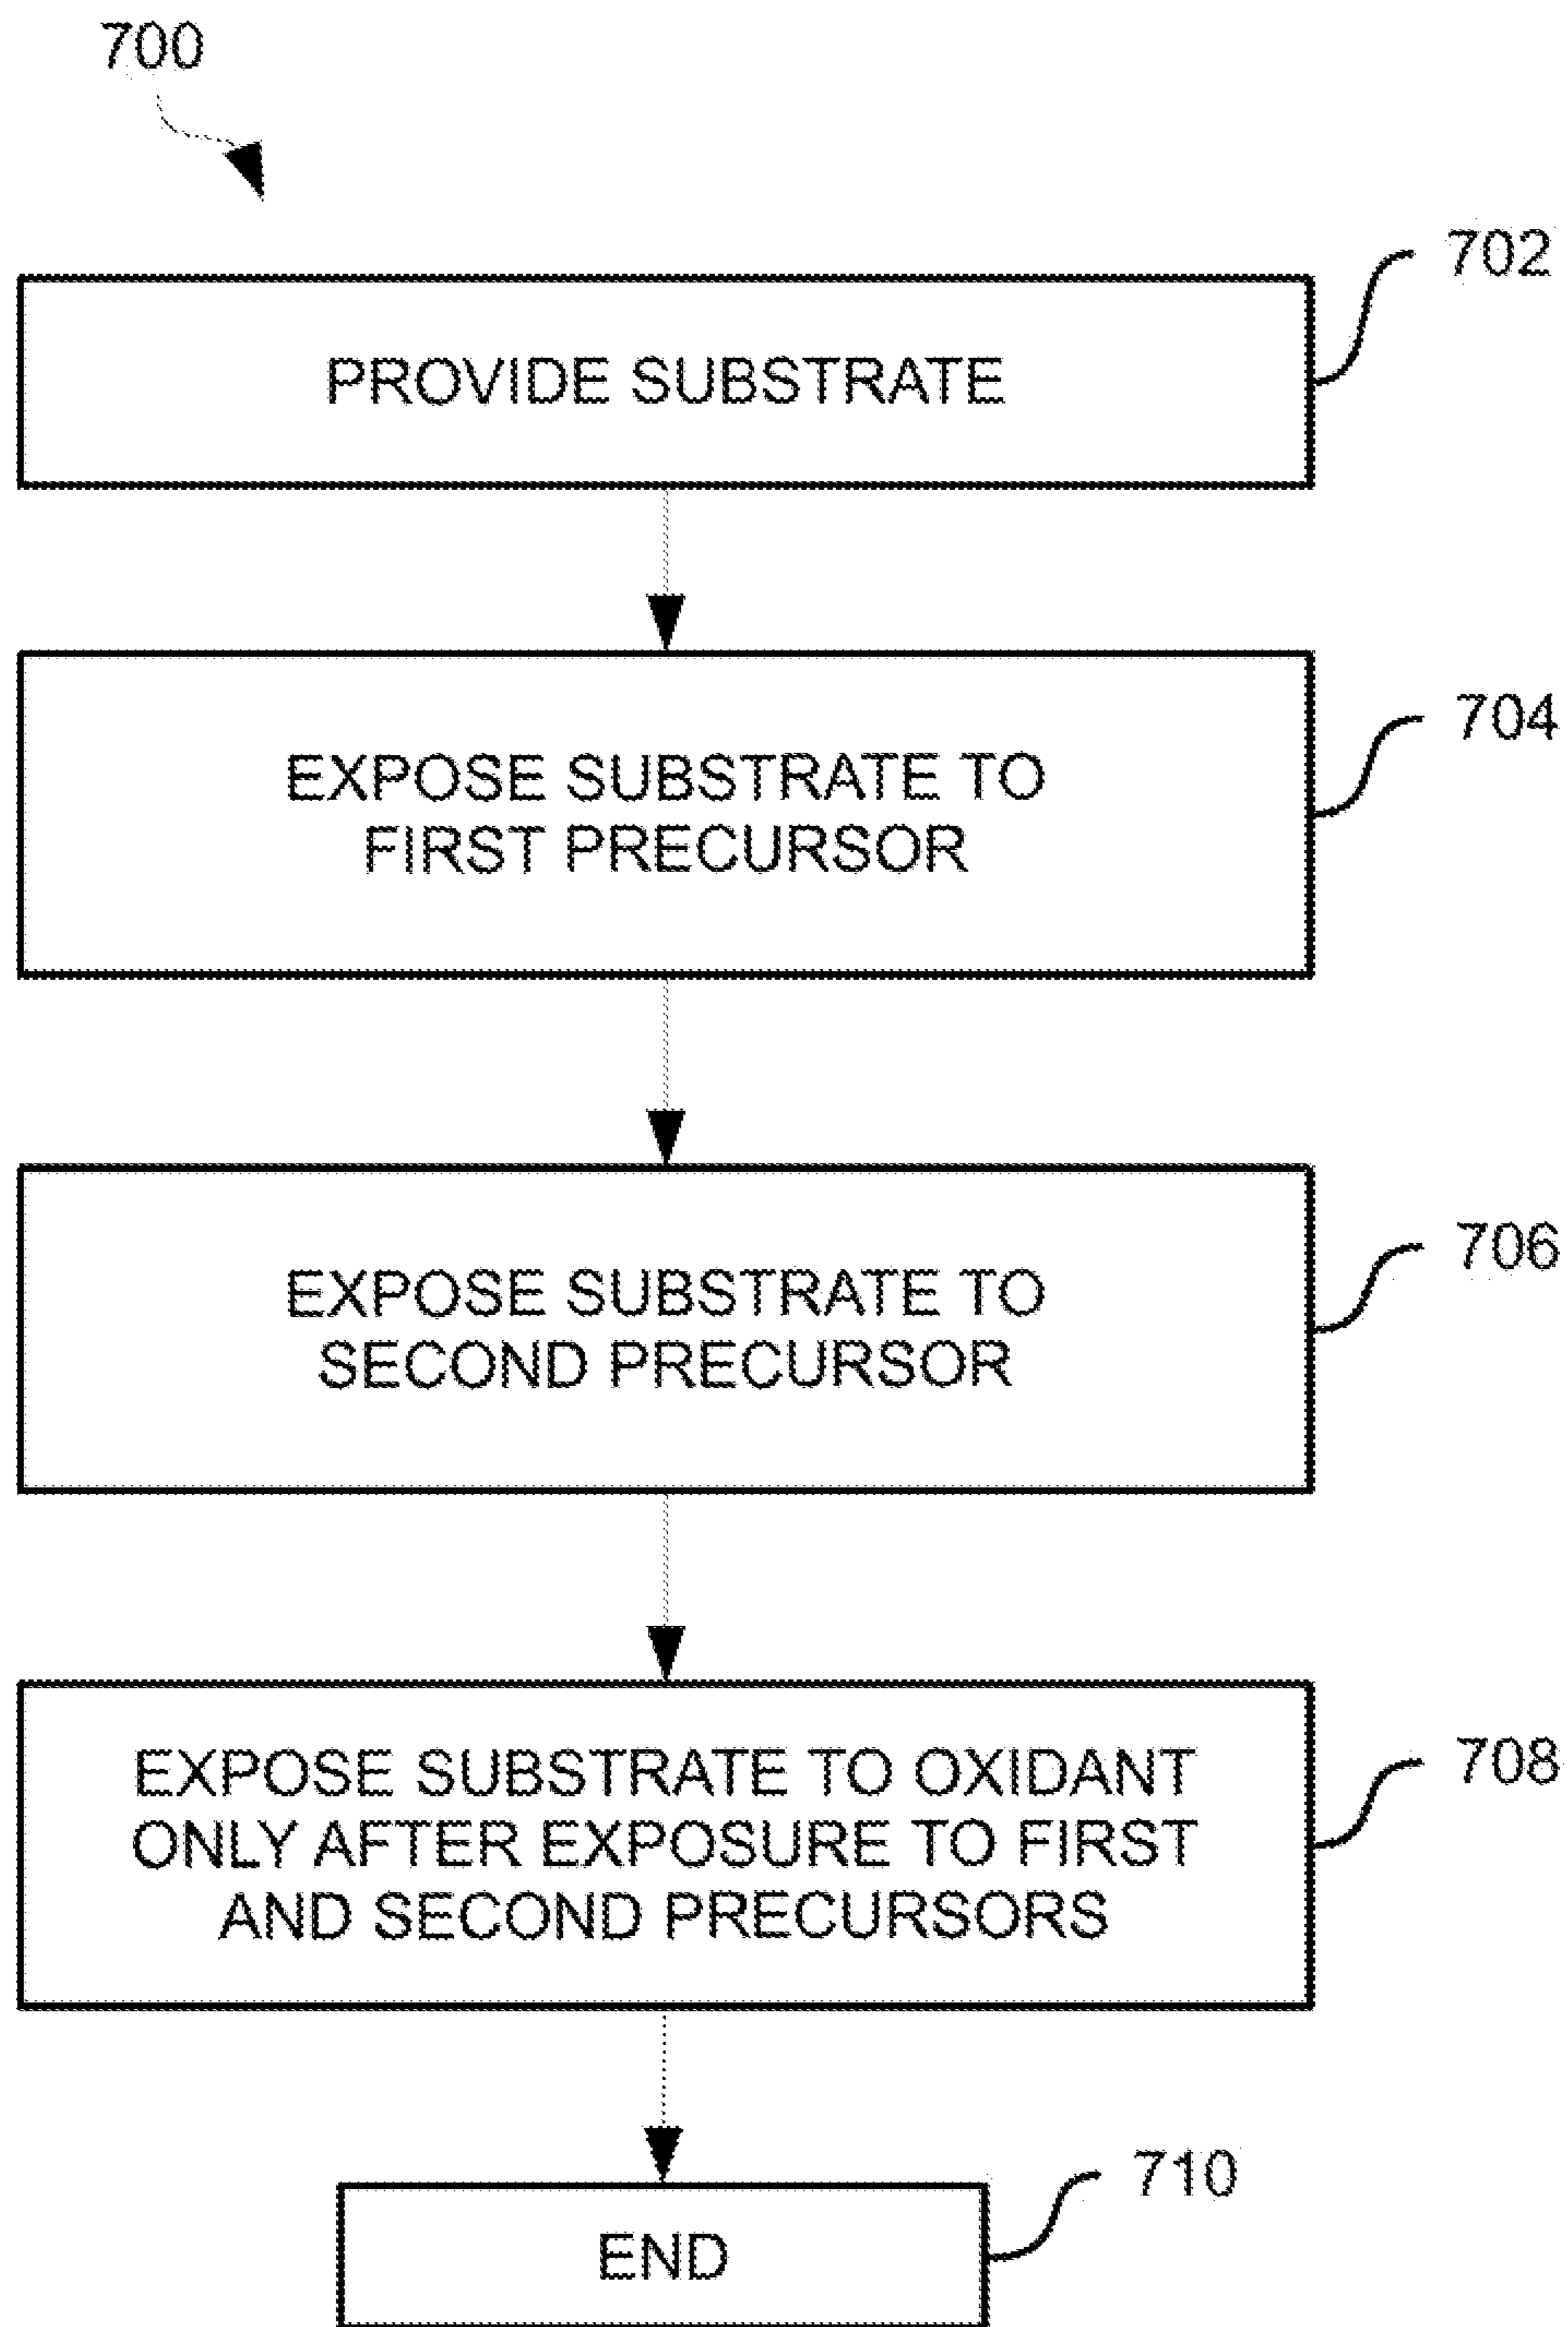 700
702
PROVIDE SUBSTRATE
704
EXPOSE SUBSTRATE TO
FIRST PRECURSOR
706
EXPOSE SUBSTRATE TO
SECOND PRECURSOR
708
EXPOSE SUBSTRATE TO OXIDANT
ONLY AFTER EXPOSURE TO FIRST
AND SECOND PRECURSORS
710
END